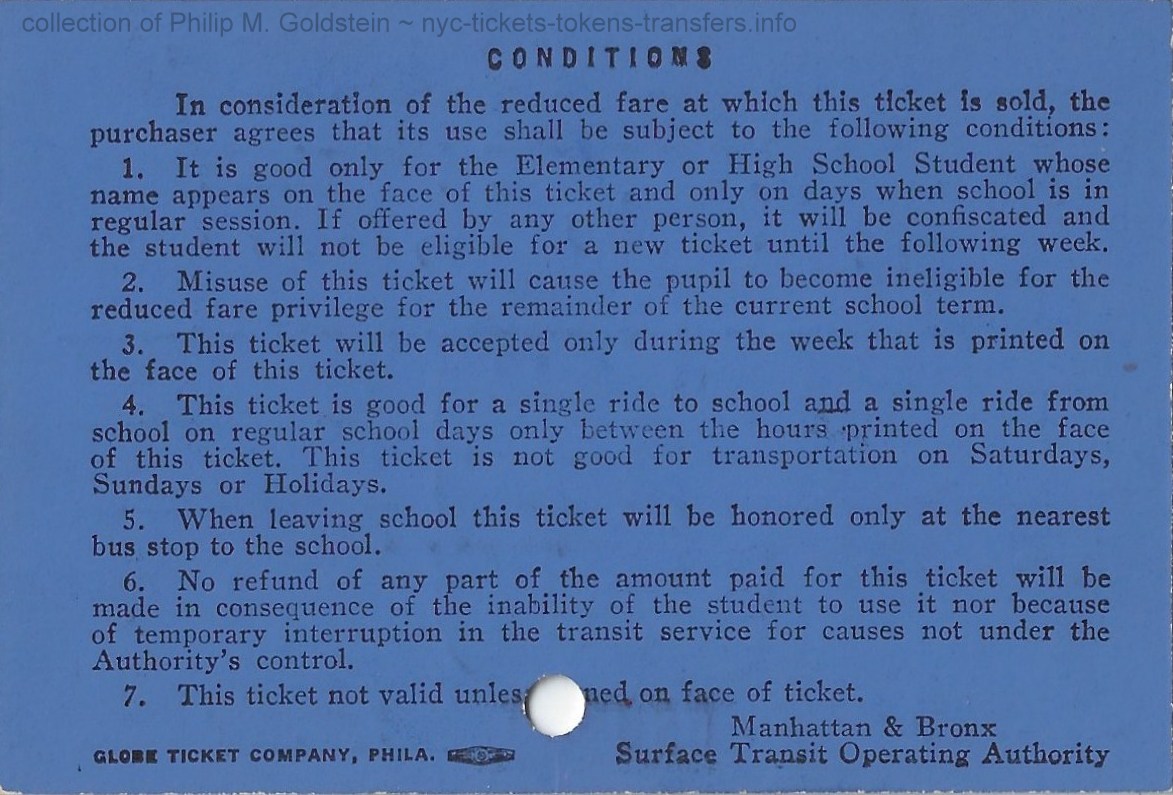 collection of Philip M. Goldstein ~ nyc-tickets-tokens-transfers.info
CONDITIONS
In consideration of the reduced fare at which this ticket is sold, the
purchaser agrees that its use shall be subject to the following conditions:
1. It is good only for the Elementary or High School Student whose
name appears on the face of this ticket and only on days when school is in
regular session. If offered by any other person, it will be confiscated and
the student will not be eligible for a new ticket until the following week.
2. Misuse of this ticket will cause the pupil to become ineligible for the
reduced fare privilege for the remainder of the current school term.
3. This ticket will be accepted only during the week that is printed on
the face of this ticket.
4. This ticket is good for a single ride to school and a single ride from
school on regular school days only between the hours printed on the face
of this ticket. This ticket is not good for transportation on Saturdays,
Sundays or Holidays.
5. When leaving school this ticket will be honored only at the nearest
bus stop to the school.
6. No refund of any part of the amount paid for this ticket will be
made in consequence of the inability of the student to use it nor because
of temporary interruption in the transit service for causes not under the
Authority's control.
7. This ticket not valid on face of ticket.
Manhattan & Bronx
GLOBE TICKET COMPANY, PHILA. Surface Transit Operating Authority